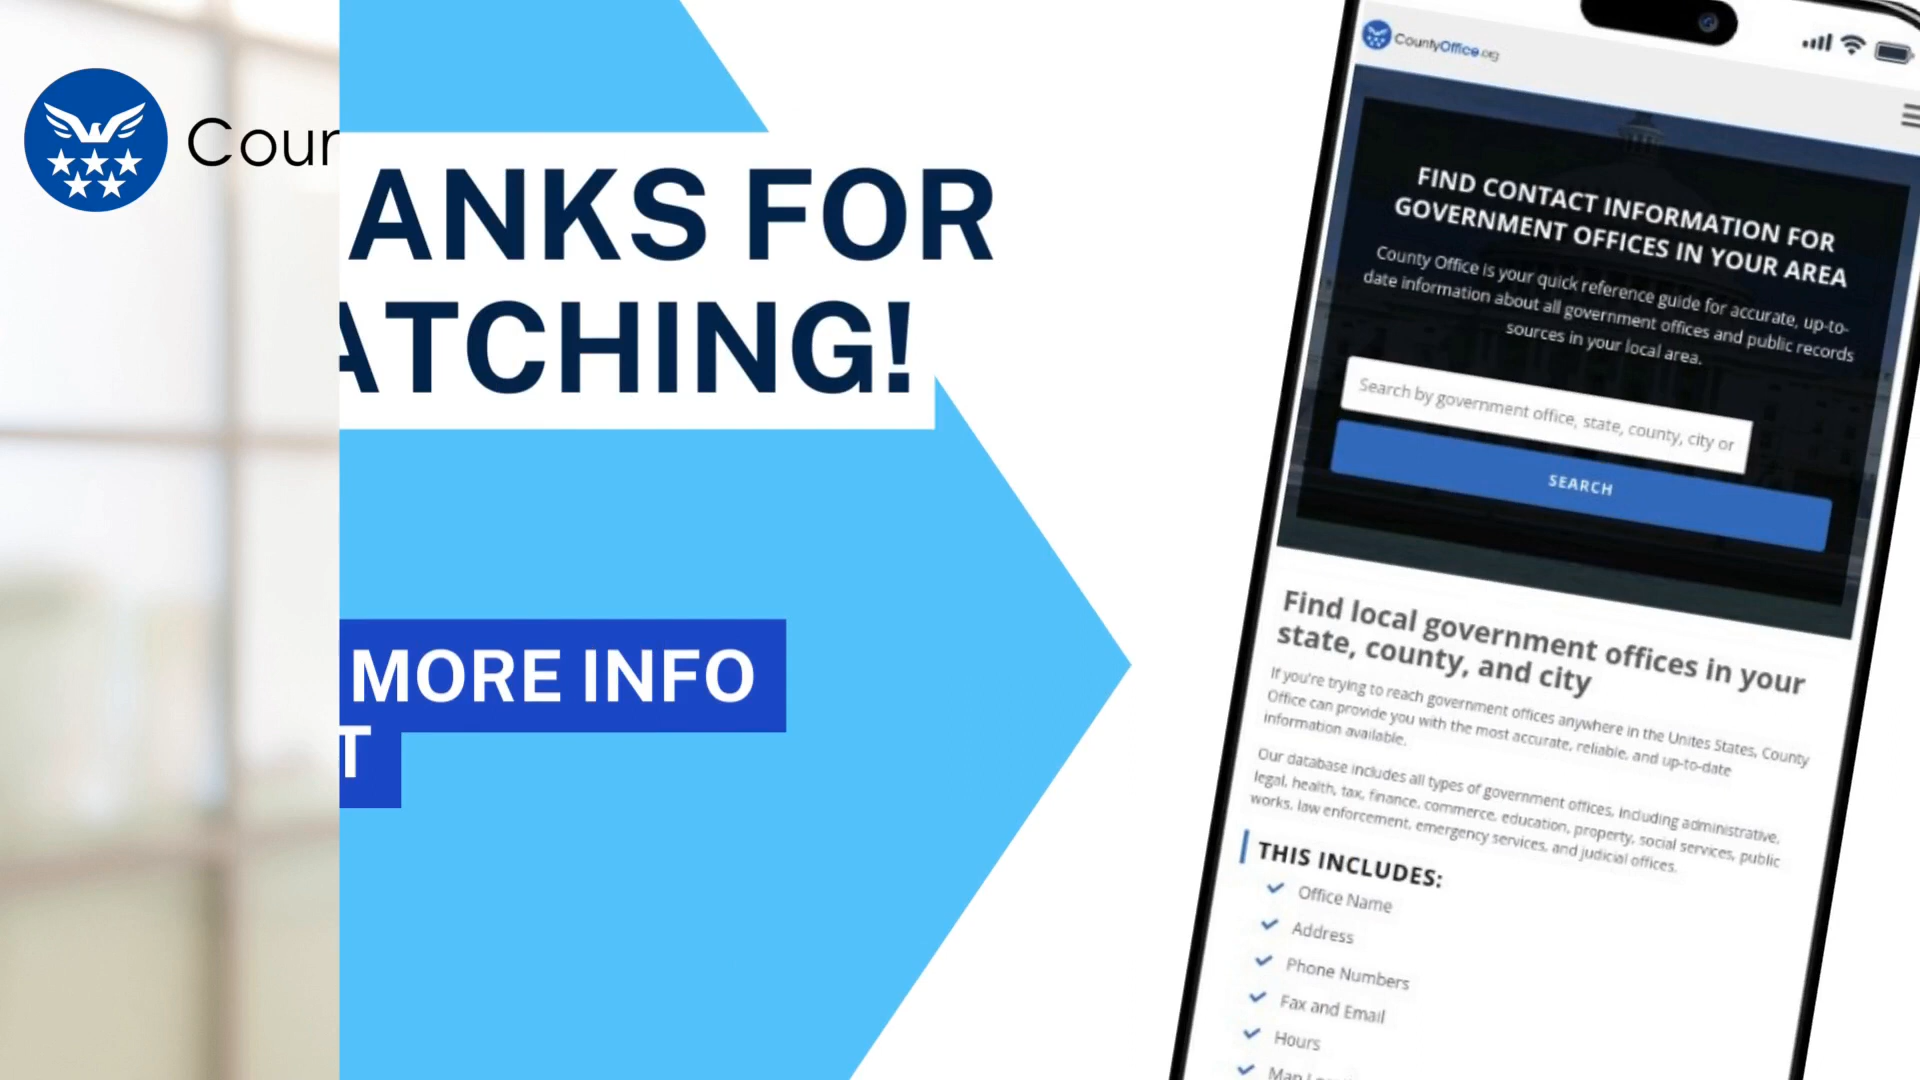 Cour
ANKS FOR
ATCHING!
MORE INFO
T
CountyOffice.org
FIND CONTACT INFORMATION FOR
GOVERNMENT OFFICES IN YOUR AREA
County Office is your quick reference guide for accurate, up-to-
date information about all government offices and public records
sources in your local area.
Search by government office, state, county, city or
SEARCH
Find local government offices in your
state, county, and city
If you're trying to reach government offices anywhere in the Unites States, County
Office can provide you with the most accurate, reliable, and up-to-date
information available.
Our database includes all types of government offices, including administrative,
legal, health, tax, finance, commerce, education, property, social services, public
works, law enforcement, emergency services, and judicial offices.
THIS INCLUDES:
Office Name
Address
Phone Numbers
Fax and Email
Hours
Map